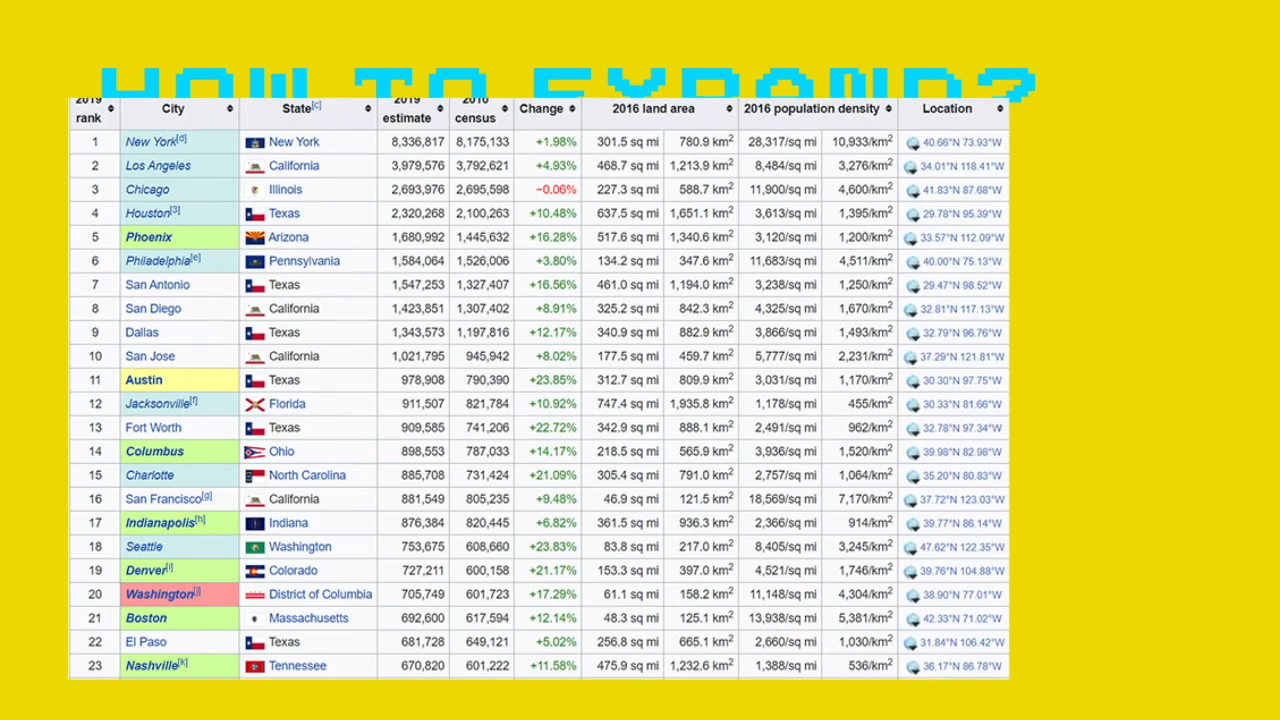 HOW TO EXPAND?
2019 rank City State[c] 2019 estimate 2010 census Change 2016 land area 2016 population density Location
1 New York[d] New York 8,336,817 8,175,133 +1.98% 301.5 sq mi 780.9 km2 28,317/sq mi 10,933/km2 40.66°N 73.93°W
2 Los Angeles California 3,979,576 3,792,621 +4.93% 468.7 sq mi 1,213.9 km2 8,484/sq mi 3,276/km2 34.01°N 118.41°W
3 Chicago Illinois 2,693,976 2,695,598 −0.06% 227.3 sq mi 588.7 km2 11,900/sq mi 4,600/km2 41.83°N 87.68°W
4 Houston[3] Texas 2,320,268 2,100,263 +10.48% 637.5 sq mi 1,651.1 km2 3,613/sq mi 1,395/km2 29.78°N 95.39°W
5 Phoenix Arizona 1,680,992 1,445,632 +16.28% 517.6 sq mi 1,340.6 km2 3,120/sq mi 1,200/km2 33.57°N 112.09°W
6 Philadelphia[e] Pennsylvania 1,584,064 1,526,006 +3.80% 134.2 sq mi 347.6 km2 11,683/sq mi 4,511/km2 40.00°N 75.13°W
7 San Antonio Texas 1,547,253 1,327,407 +16.56% 461.0 sq mi 1,194.0 km2 3,238/sq mi 1,250/km2 29.47°N 98.52°W
8 San Diego California 1,423,851 1,307,402 +8.91% 325.2 sq mi 842.3 km2 4,325/sq mi 1,670/km2 32.81°N 117.13°W
9 Dallas Texas 1,343,573 1,197,816 +12.17% 340.9 sq mi 882.9 km2 3,866/sq mi 1,493/km2 32.79°N 96.76°W
10 San Jose California 1,021,795 945,942 +8.02% 177.5 sq mi 459.7 km2 5,777/sq mi 2,231/km2 37.29°N 121.81°W
11 Austin Texas 978,908 790,390 +23.85% 312.7 sq mi 809.9 km2 3,031/sq mi 1,170/km2 30.30°N 97.75°W
12 Jacksonville[f] Florida 911,507 821,784 +10.92% 747.4 sq mi 1,935.8 km2 1,178/sq mi 455/km2 30.33°N 81.66°W
13 Fort Worth Texas 909,585 741,206 +22.72% 342.9 sq mi 888.1 km2 2,491/sq mi 962/km2 32.78°N 97.34°W
14 Columbus Ohio 898,553 787,033 +14.17% 218.5 sq mi 565.9 km2 3,936/sq mi 1,520/km2 39.98°N 82.98°W
15 Charlotte North Carolina 885,708 731,424 +21.09% 305.4 sq mi 791.0 km2 2,757/sq mi 1,064/km2 35.20°N 80.83°W
16 San Francisco[g] California 881,549 805,235 +9.48% 46.9 sq mi 121.5 km2 18,569/sq mi 7,170/km2 37.72°N 123.03°W
17 Indianapolis[h] Indiana 876,384 820,445 +6.82% 361.5 sq mi 936.3 km2 2,366/sq mi 914/km2 39.77°N 86.14°W
18 Seattle Washington 753,675 608,660 +23.83% 83.8 sq mi 217.0 km2 8,405/sq mi 3,245/km2 47.62°N 122.35°W
19 Denver[i] Colorado 727,211 600,158 +21.17% 153.3 sq mi 397.0 km2 4,521/sq mi 1,746/km2 39.76°N 104.88°W
20 Washington[j] District of Columbia 705,749 601,723 +17.29% 61.1 sq mi 158.2 km2 11,148/sq mi 4,304/km2 38.90°N 77.01°W
21 Boston Massachusetts 692,600 617,594 +12.14% 48.3 sq mi 125.1 km2 13,938/sq mi 5,381/km2 42.33°N 71.02°W
22 El Paso Texas 681,728 649,121 +5.02% 256.8 sq mi 665.1 km2 2,660/sq mi 1,030/km2 31.84°N 106.42°W
23 Nashville[k] Tennessee 670,820 601,222 +11.58% 475.9 sq mi 1,232.6 km2 1,388/sq mi 536/km2 36.17°N 86.78°W